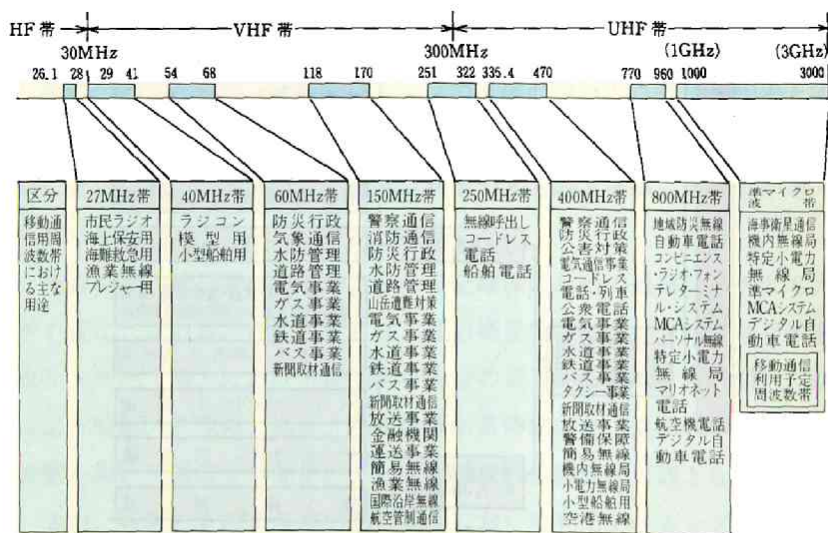 HF帯
VHF帯
UHF帯
30MHz
300MHz
(1GHz)
(3GHz)
26.1
28
29
41
54
68
118
170
251
322
335.4
470
770
960
1000
3000
区分
移動通
信用周
波数帯
におけ
る主な
用途
27MHz帯
市民ラジオ
海上保安用
海難救急用
漁業無線
プレジャー用
40MHz帯
ラジコン
模型用
小型船舶用
60MHz帯
防災行政
気象通信
水防管理
道路管理
電気事業
ガス事業
水道事業
鉄道事業
バス事業
新聞取材通信
150MHz帯
警察通信
消防通信
防災行政
水防管理
道路管理
山岳遭難対策
電気事業
ガス事業
水道事業
鉄道事業
バス事業
新聞取材通信
放送事業
金融機関
運送事業
簡易無線
漁業無線
国際沿岸無線
航空管制通信
250MHz帯
無線呼出し
コードレス
電話
船舶電話
400MHz帯
警察通信
防災行政
公害対策
電気通信事業
コードレス
電話・列車
公衆電話
電気事業
ガス事業
水道事業
鉄道事業
バス事業
タクシー事業
新聞取材通信
放送事業
警備保障
簡易無線
機内無線局
小電力無線局
小型船舶用
空港無線
800MHz帯
地域防災無線
自動車電話
コンビニエンス
・ラジオ・フォン
テレターミナ
ル・システム
MCAシステム
パーソナル無線
特定小電力
無線局
マリオネット
電話
航空機電話
デジタル自
動車電話
準マイクロ
波帯
海事衛星通信
機内無線局
特定小電力
無線局
準マイクロ
MCAシステム
デジタル自
動車電話
移動通信
利用予定
周波数帯